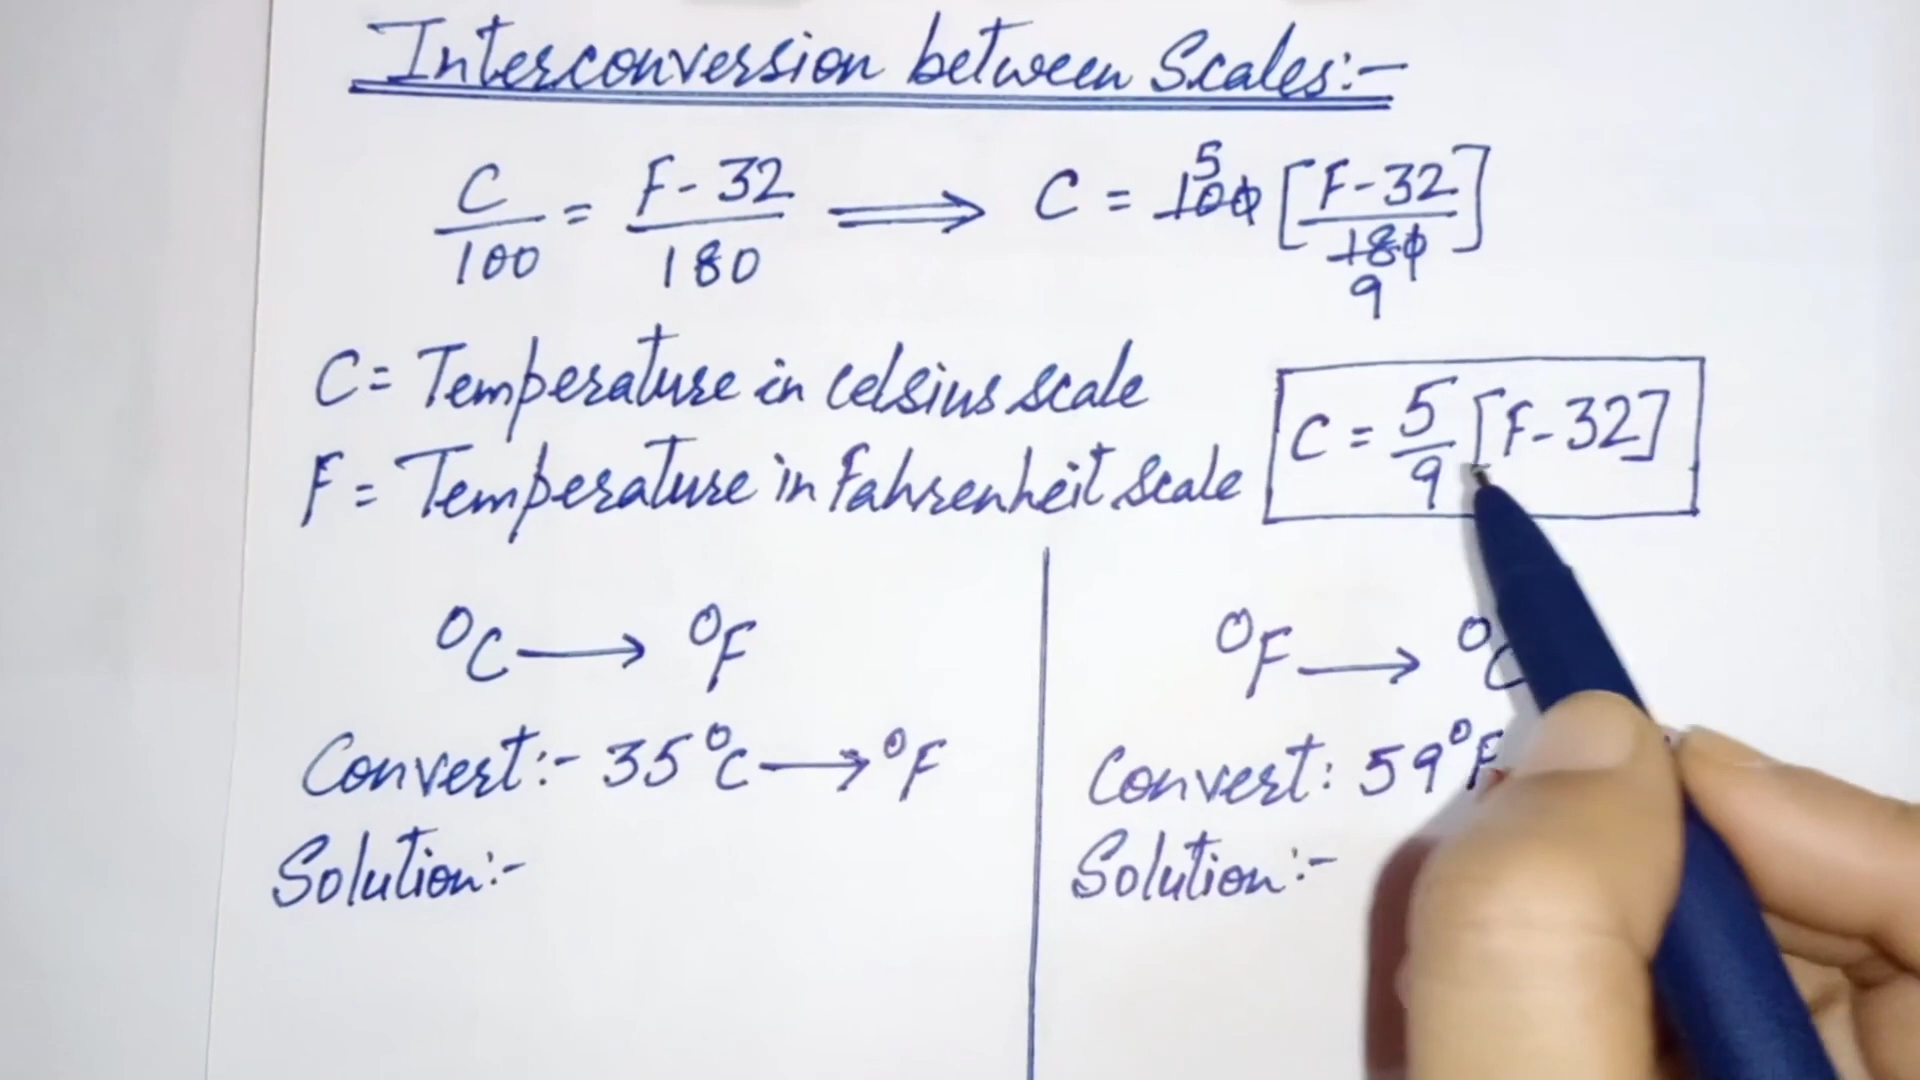 Interconversion between Scales:-
C/100 = F-32/180 ⟹ C = 100 5 [F-32/180 9]
C = Temperature in celsius scale
F = Temperature in Fahrenheit scale
C = 5/9 [F-32]
°C → °F
Convert:- 35°C → °F
Solution:-
°F → °C
Convert: 59°F
Solution:-